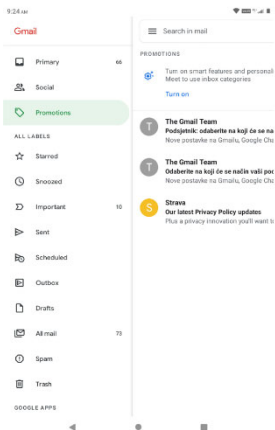 9:24 AM
Gmail
Search in mail
Primary
66
Social
Promotions
ALL LABELS
Starred
Snoozed
Important
10
Sent
Scheduled
Outbox
Drafts
All mail
72
Spam
Trash
GOOGLE APPS
PROMOTIONS
Turn on smart features and personali
Meet to use inbox categories
Turn on
T
The Gmail Team
Podsjetnik: odaberite na koji će se na
Nove postavke na Gmailu, Google Cha
T
The Gmail Team
Odaberite na koji će se način vaši pod
Nove postavke na Gmailu, Google Cha
S
Strava
Our latest Privacy Policy updates
Plus a privacy innovation you'll want to